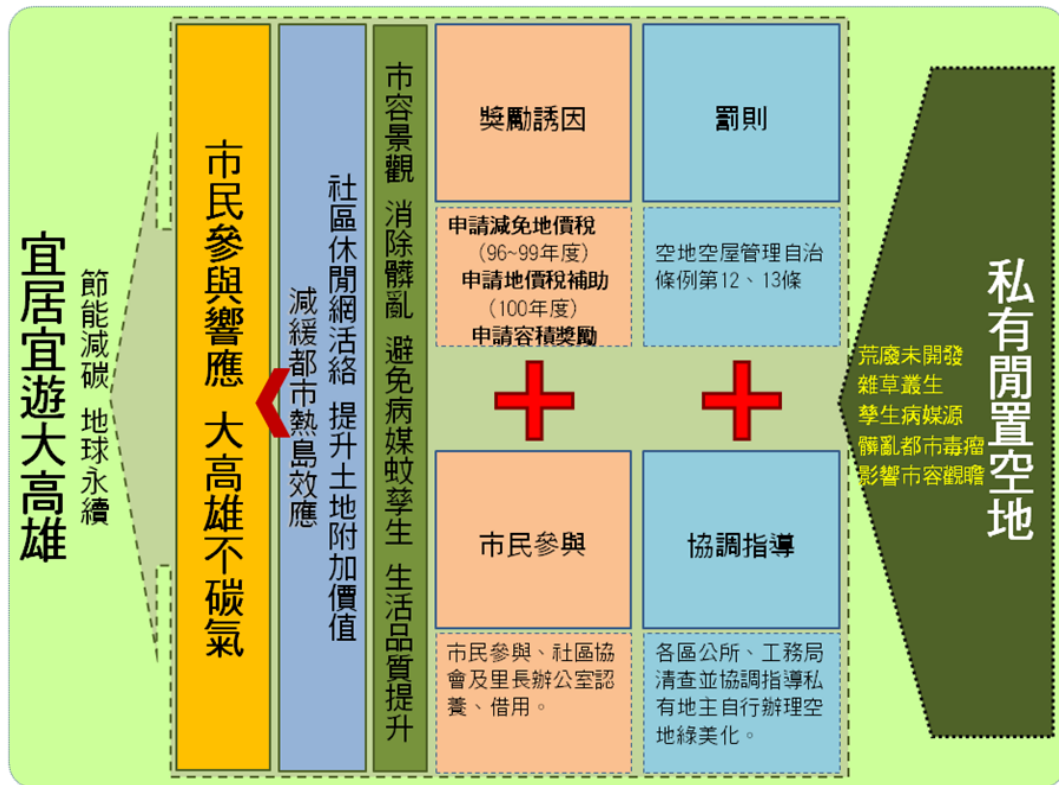 宜居宜遊大高雄
節能減碳 地球永續
市民參與響應 大高雄不碳氣
社區休閒網活絡 提升土地附加價值
減緩都市熱島效應
市容景觀 消除髒亂 避免病媒蚊孳生 生活品質提升
獎勵誘因
申請減免地價稅
(96~99年度)
申請地價稅補助
(100年度)
申請容積獎勵
罰則
空地空屋管理自治
條例第12、13條
市民參與
市民參與、社區協
會及里長辦公室認
養、借用。
協調指導
各區公所、工務局
清查並協調指導私
有地主自行辦理空
地綠美化。
私有閒置空地
荒廢未開發
雜草叢生
孳生病媒源
髒亂都市毒瘤
影響市容觀瞻